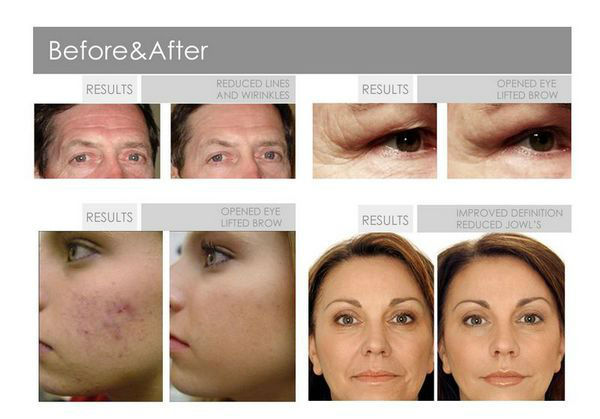 Before&After
RESULTS
REDUCED LINES
AND WIRINKLES
RESULTS
OPENED EYE
LIFTED BROW
RESULTS
OPENED EYE
LIFTED BROW
RESULTS
IMPROVED DEFINITION
REDUCED JOWL'S